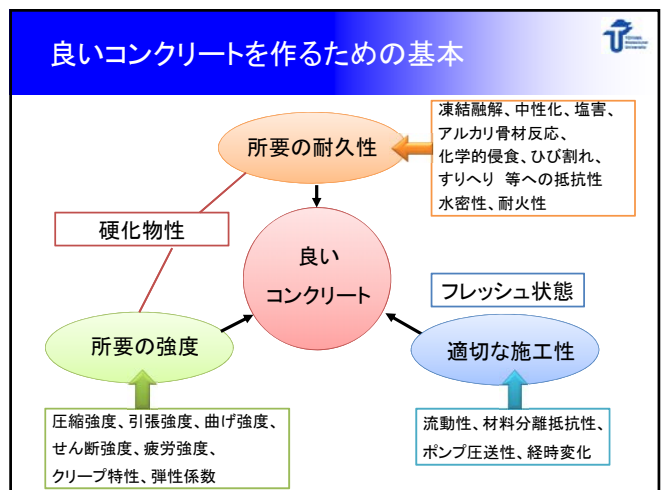 良いコンクリートを作るための基本
凍結融解、中性化、塩害、
アルカリ骨材反応、
化学的侵食、ひび割れ、
すりへり 等への抵抗性
水密性、耐火性
所要の耐久性
硬化物性
良い
コンクリート
フレッシュ状態
所要の強度
適切な施工性
圧縮強度、引張強度、曲げ強度、
せん断強度、疲労強度、
クリープ特性、弾性係数
流動性、材料分離抵抗性、
ポンプ圧送性、経時変化